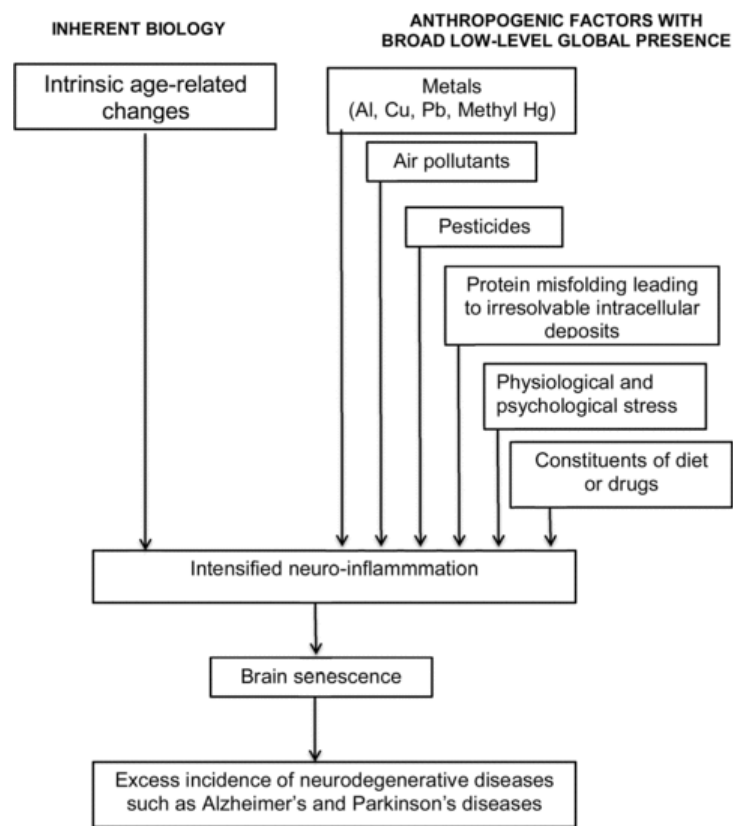 INHERENT BIOLOGY
ANTHROPOGENIC FACTORS WITH
BROAD LOW-LEVEL GLOBAL PRESENCE
Intrinsic age-related
changes
Metals
(Al, Cu, Pb, Methyl Hg)
Air pollutants
Pesticides
Protein misfolding leading
to irresolvable intracellular
deposits
Physiological and
psychological stress
Constituents of diet
or drugs
Intensified neuro-inflammmation
Brain senescence
Excess incidence of neurodegenerative diseases
such as Alzheimer's and Parkinson's diseases